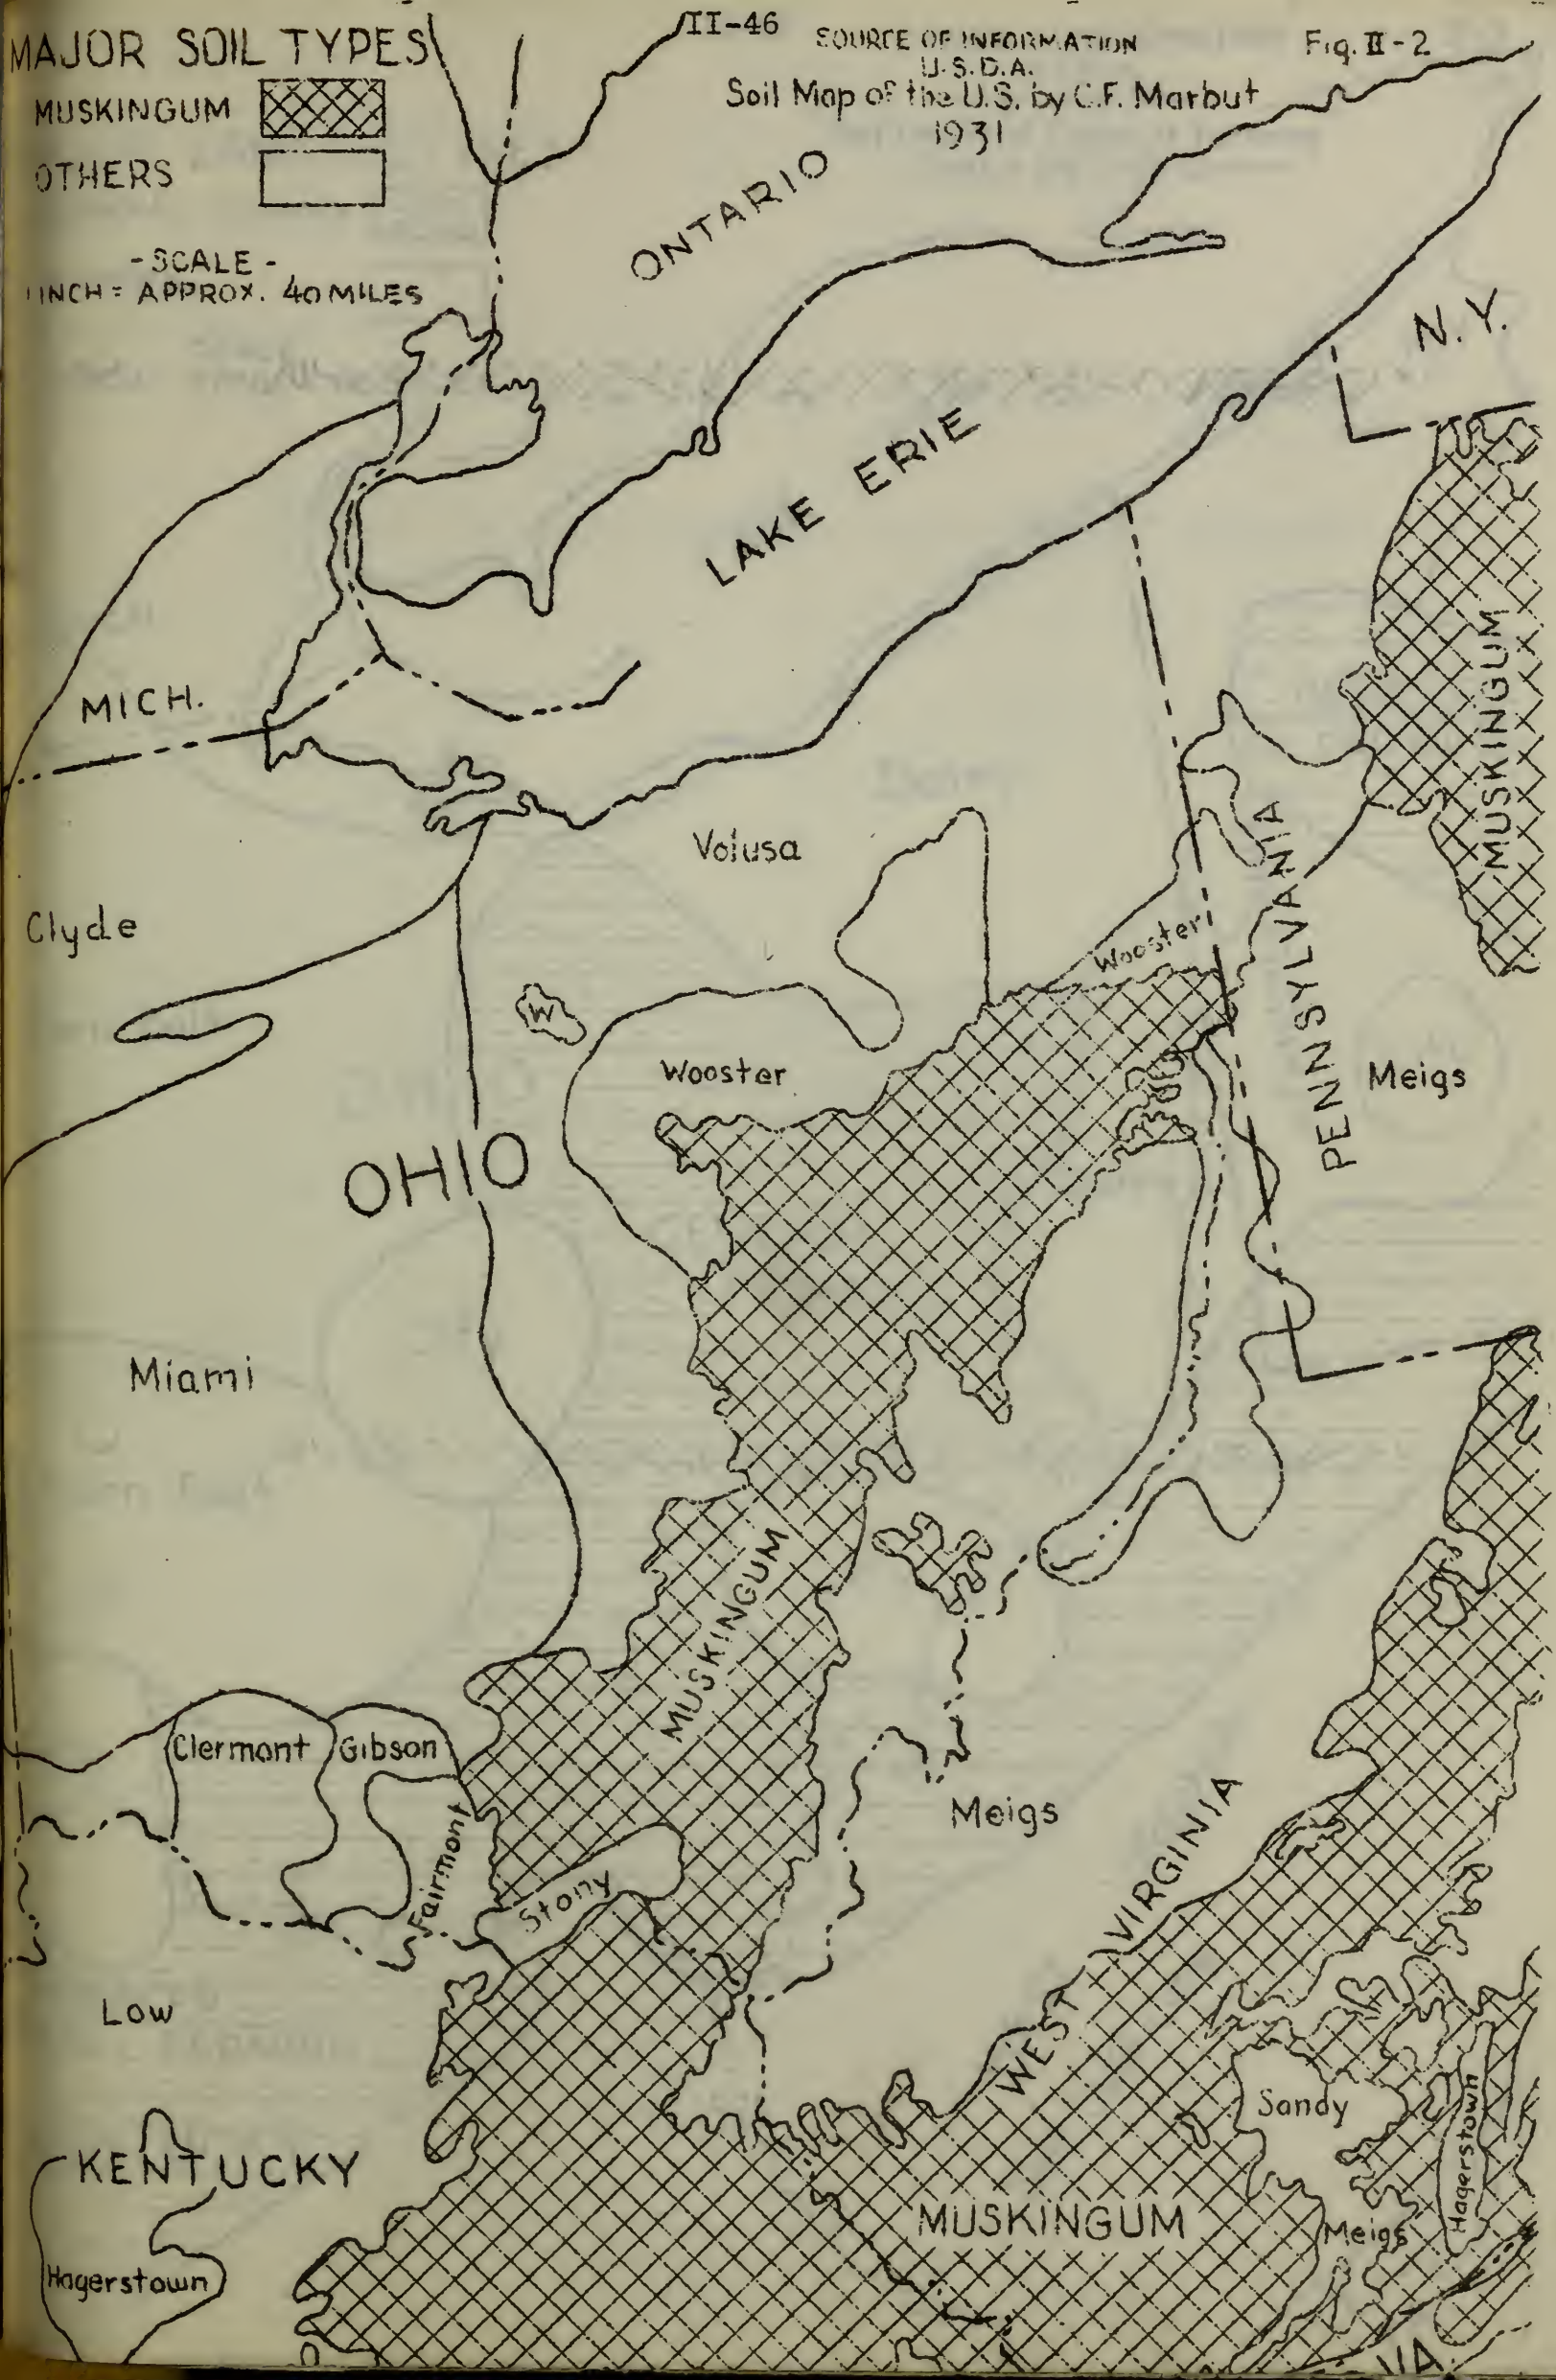 II-46
MAJOR SOIL TYPES
MUSKINGUM
OTHERS
- SCALE -
1 INCH = APPROX. 40 MILES
SOURCE OF INFORMATION
U.S.D.A.
Soil Map of the U.S. by C.F. Marbut
1931
Fig. II-2
ONTARIO
N.Y.
LAKE ERIE
MICH.
MUSKINGUM
Volusa
PENNSYLVANIA
Clyde
Wooster
W
Wooster
Meigs
OHIO
Miami
MUSKINGUM
Clermont
Gibson
Fairmont
Stony
Meigs
WEST VIRGINIA
Low
Sandy
Hagerstown
KENTUCKY
MUSKINGUM
Meigs
Hagerstown
VA.